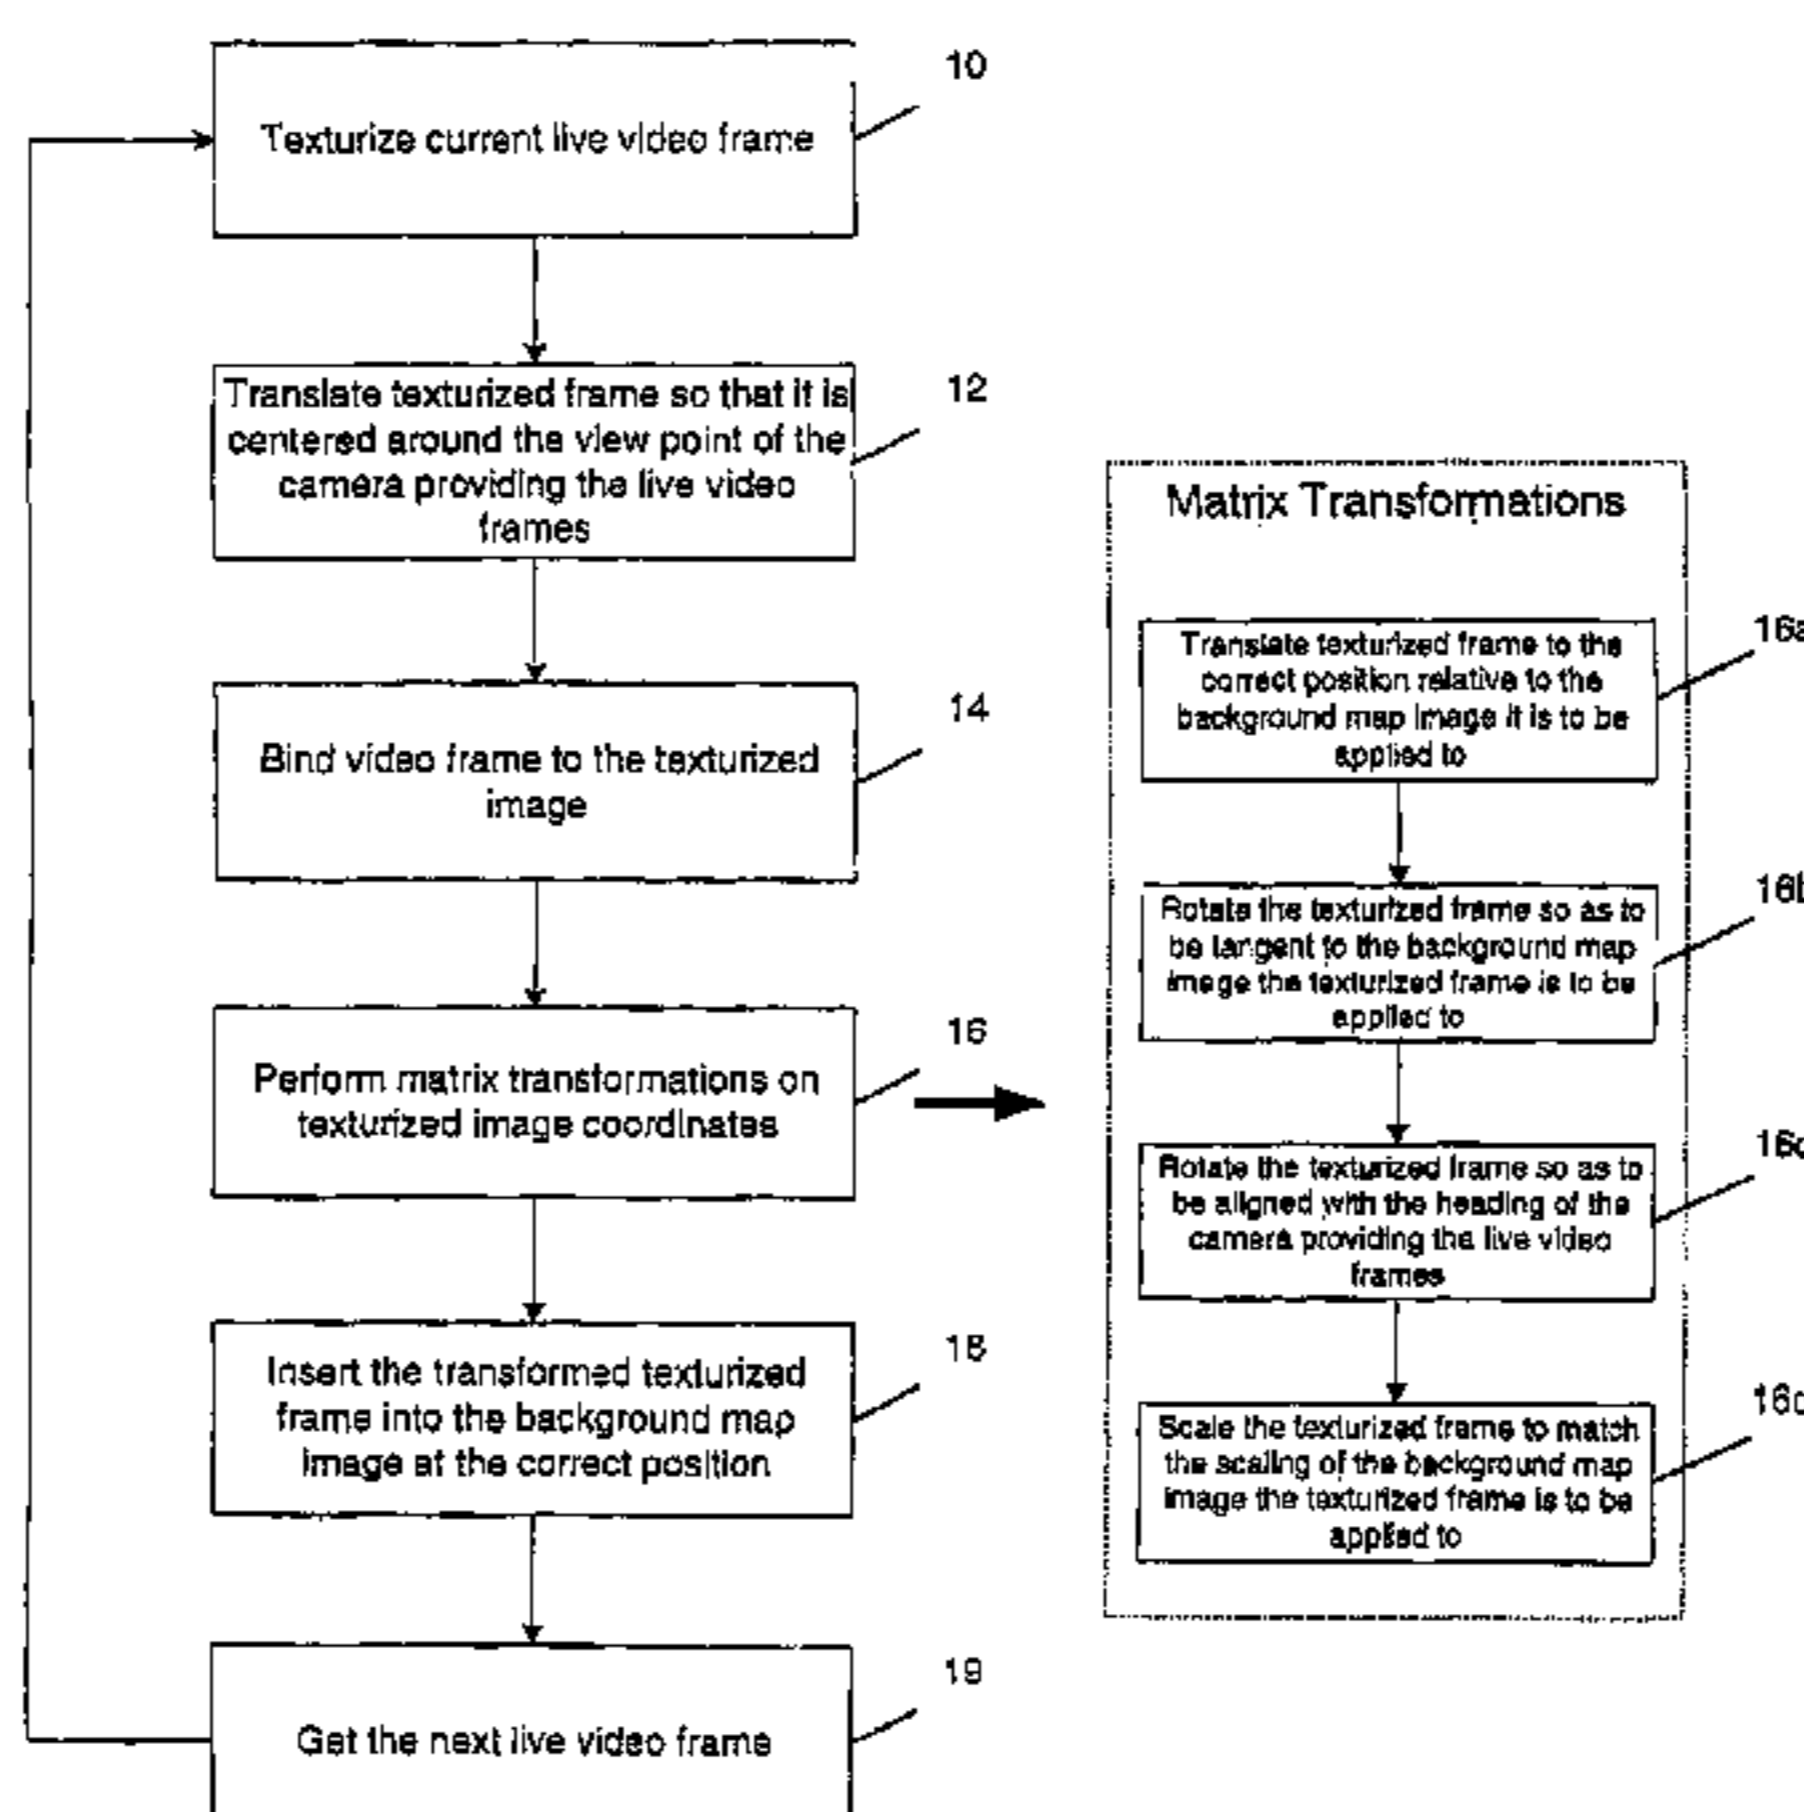 10
Texturize current live video frame
12
Translate texturized frame so that it is
centered around the view point of the
camera providing the live video
frames
14
Bind video frame to the texturized
image
16
Perform matrix transformations on
texturized image coordinates
18
Insert the transformed texturized
frame into the background map
image at the correct position
19
Get the next live video frame
Matrix Transformations
16a
Translate texturized frame to the
correct position relative to the
background map image it is to be
applied to
16b
Rotate the texturized frame so as to
be tangent to the background map
image the texturized frame is to be
applied to
16c
Rotate the texturized frame so as to
be aligned with the heading of the
camera providing the live video
frames
16d
Scale the texturized frame to match
the scaling of the background map
image the texturized frame is to be
applied to